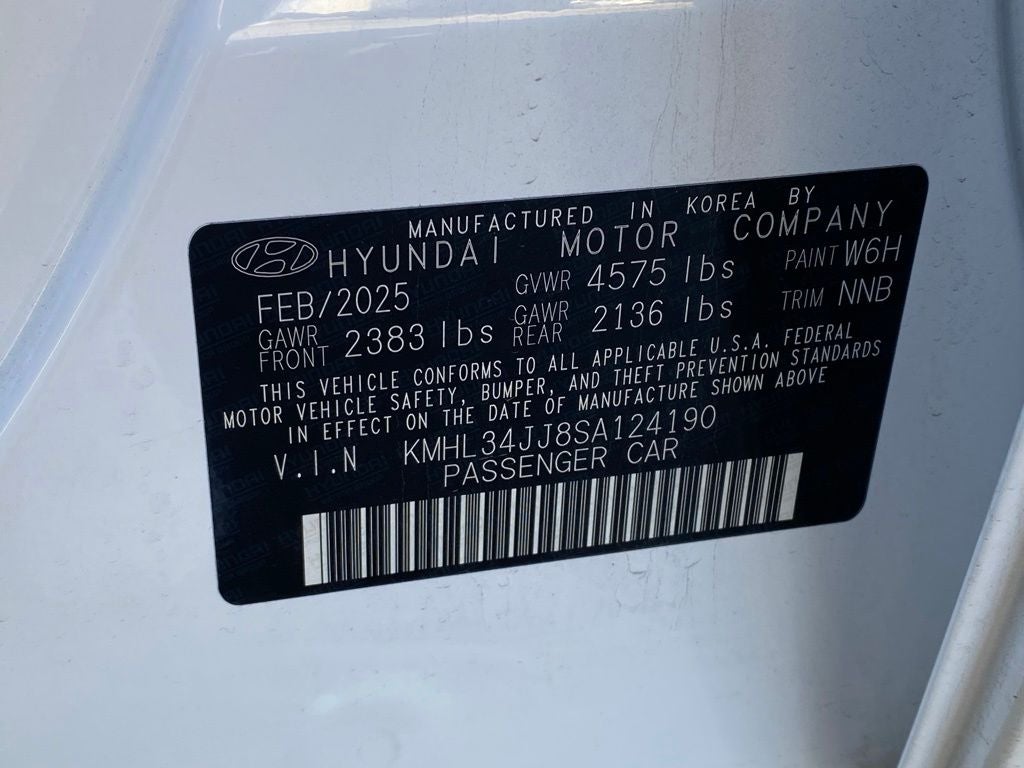 MANUFACTURED IN KOREA BY
HYUNDAI MOTOR COMPANY
FEB/2025 GVWR 4575 lbs PAINT W6H
GAWR FRONT 2383 lbs GAWR REAR 2136 lbs TRIM NNB
THIS VEHICLE CONFORMS TO ALL APPLICABLE U.S.A. FEDERAL
MOTOR VEHICLE SAFETY, BUMPER, AND THEFT PREVENTION STANDARDS
IN EFFECT ON THE DATE OF MANUFACTURE SHOWN ABOVE
V.I.N KMHL34JJ8SA124190
PASSENGER CAR